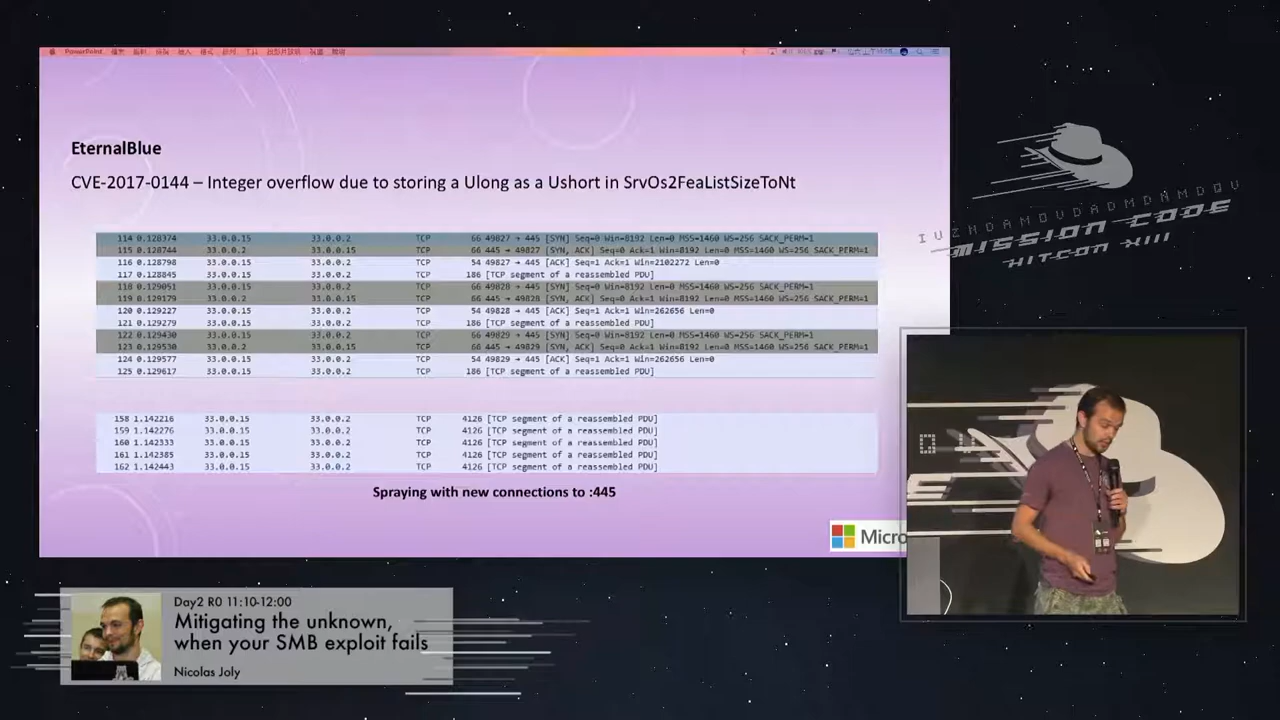 PowerPoint
EternalBlue
CVE-2017-0144 – Integer overflow due to storing a Ulong as a Ushort in SrvOs2FeaListSizeToNt
114 0.128374 33.0.0.15 33.0.0.2 TCP 66 49827 → 445 [SYN] Seq=0 Win=8192 Len=0 MSS=1460 WS=256 SACK_PERM=1
115 0.128744 33.0.0.2 33.0.0.15 TCP 66 445 → 49827 [SYN, ACK] Seq=0 Ack=1 Win=8192 Len=0 MSS=1460 WS=256 SACK_PERM=1
116 0.128798 33.0.0.15 33.0.0.2 TCP 54 49827 → 445 [ACK] Seq=1 Ack=1 Win=2102272 Len=0
117 0.128845 33.0.0.15 33.0.0.2 TCP 186 [TCP segment of a reassembled PDU]
118 0.129051 33.0.0.15 33.0.0.2 TCP 66 49828 → 445 [SYN] Seq=0 Win=8192 Len=0 MSS=1460 WS=256 SACK_PERM=1
119 0.129179 33.0.0.2 33.0.0.15 TCP 66 445 → 49828 [SYN, ACK] Seq=0 Ack=1 Win=8192 Len=0 MSS=1460 WS=256 SACK_PERM=1
120 0.129227 33.0.0.15 33.0.0.2 TCP 54 49828 → 445 [ACK] Seq=1 Ack=1 Win=262656 Len=0
121 0.129279 33.0.0.15 33.0.0.2 TCP 186 [TCP segment of a reassembled PDU]
122 0.129430 33.0.0.15 33.0.0.2 TCP 66 49829 → 445 [SYN] Seq=0 Win=8192 Len=0 MSS=1460 WS=256 SACK_PERM=1
123 0.129530 33.0.0.2 33.0.0.15 TCP 66 445 → 49829 [SYN, ACK] Seq=0 Ack=1 Win=8192 Len=0 MSS=1460 WS=256 SACK_PERM=1
124 0.129577 33.0.0.15 33.0.0.2 TCP 54 49829 → 445 [ACK] Seq=1 Ack=1 Win=262656 Len=0
125 0.129617 33.0.0.15 33.0.0.2 TCP 186 [TCP segment of a reassembled PDU]
158 1.142216 33.0.0.15 33.0.0.2 TCP 4126 [TCP segment of a reassembled PDU]
159 1.142276 33.0.0.15 33.0.0.2 TCP 4126 [TCP segment of a reassembled PDU]
160 1.142333 33.0.0.15 33.0.0.2 TCP 4126 [TCP segment of a reassembled PDU]
161 1.142385 33.0.0.15 33.0.0.2 TCP 4126 [TCP segment of a reassembled PDU]
162 1.142443 33.0.0.15 33.0.0.2 TCP 4126 [TCP segment of a reassembled PDU]
Spraying with new connections to :445
Micro
MISSION CODE
HITCON XIII
Day2 R0 11:10-12:00
Mitigating the unknown,
when your SMB exploit fails
Nicolas Joly